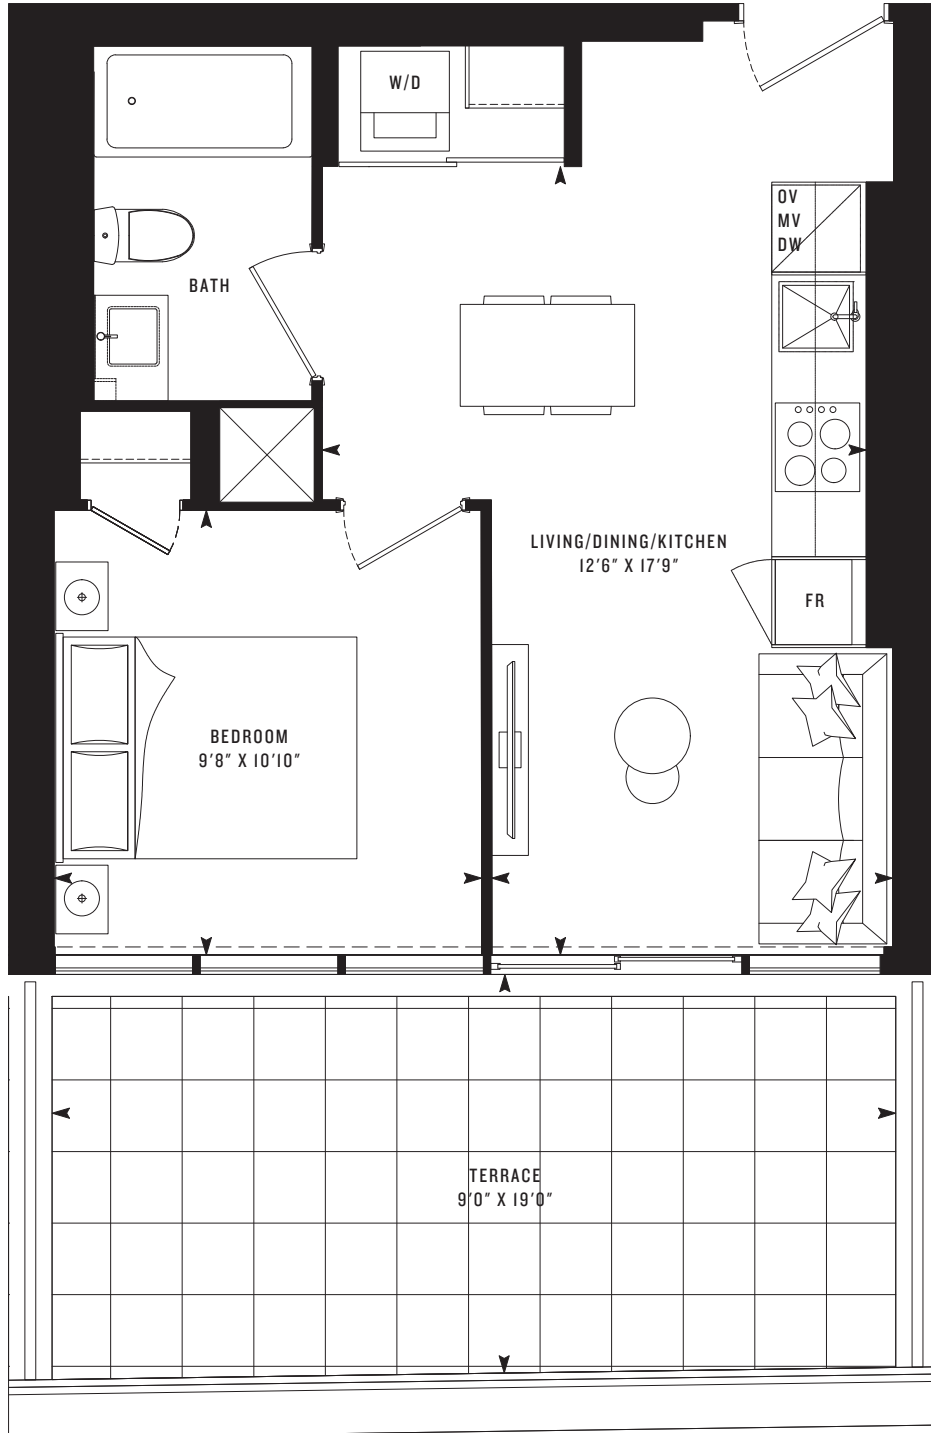 W/D
OV
MV
DW
BATH
LIVING/DINING/KITCHEN
12'6" X 17'9"
FR
BEDROOM
9'8" X 10'10"
TERRACE
9'0" X 19'0"